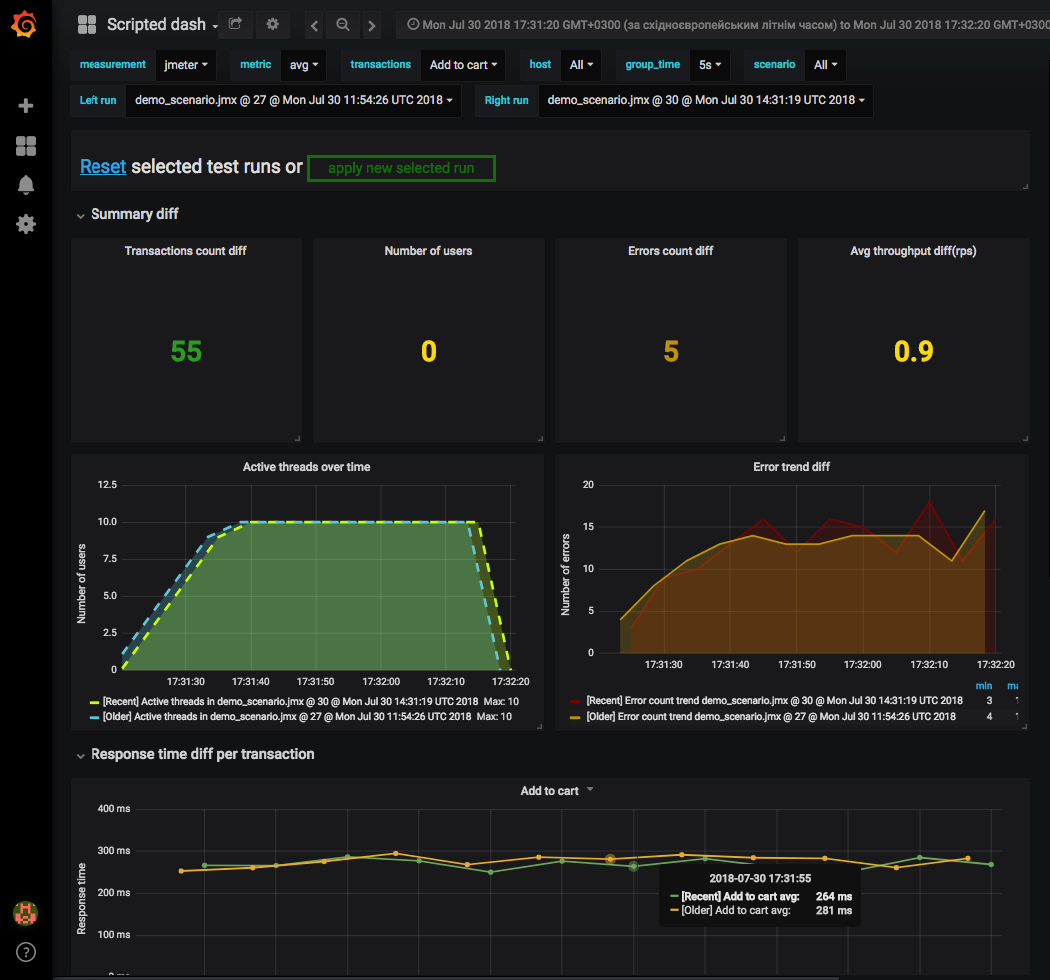 Scripted dash
Mon Jul 30 2018 17:31:20 GMT+0300 (за східноєвропейським літнім часом) to Mon Jul 30 2018 17:32:20 GMT+0300
measurement jmeter metric avg transactions Add to cart host All group_time 5s scenario All
Left run demo_scenario.jmx @ 27 @ Mon Jul 30 11:54:26 UTC 2018 Right run demo_scenario.jmx @ 30 @ Mon Jul 30 14:31:19 UTC 2018
Reset selected test runs or apply new selected run
Summary diff
Transactions count diff
55
Number of users
0
Errors count diff
5
Avg throughput diff(rps)
0.9
Active threads over time
Number of users
12.5
10.0
7.5
5.0
2.5
0
17:31:30 17:31:40 17:31:50 17:32:00 17:32:10 17:32:20
[Recent] Active threads in demo_scenario.jmx @ 30 @ Mon Jul 30 14:31:19 UTC 2018 Max: 10
[Older] Active threads in demo_scenario.jmx @ 27 @ Mon Jul 30 11:54:26 UTC 2018 Max: 10
Error trend diff
Number of errors
20
15
10
5
0
17:31:30 17:31:40 17:31:50 17:32:00 17:32:10 17:32:20
min
[Recent] Error count trend demo_scenario.jmx @ 30 @ Mon Jul 30 14:31:19 UTC 2018 3
[Older] Error count trend demo_scenario.jmx @ 27 @ Mon Jul 30 11:54:26 UTC 2018 4
Response time diff per transaction
Add to cart
Response time
400 ms
300 ms
200 ms
100 ms
2018-07-30 17:31:55
[Recent] Add to cart avg: 264 ms
[Older] Add to cart avg: 281 ms
?